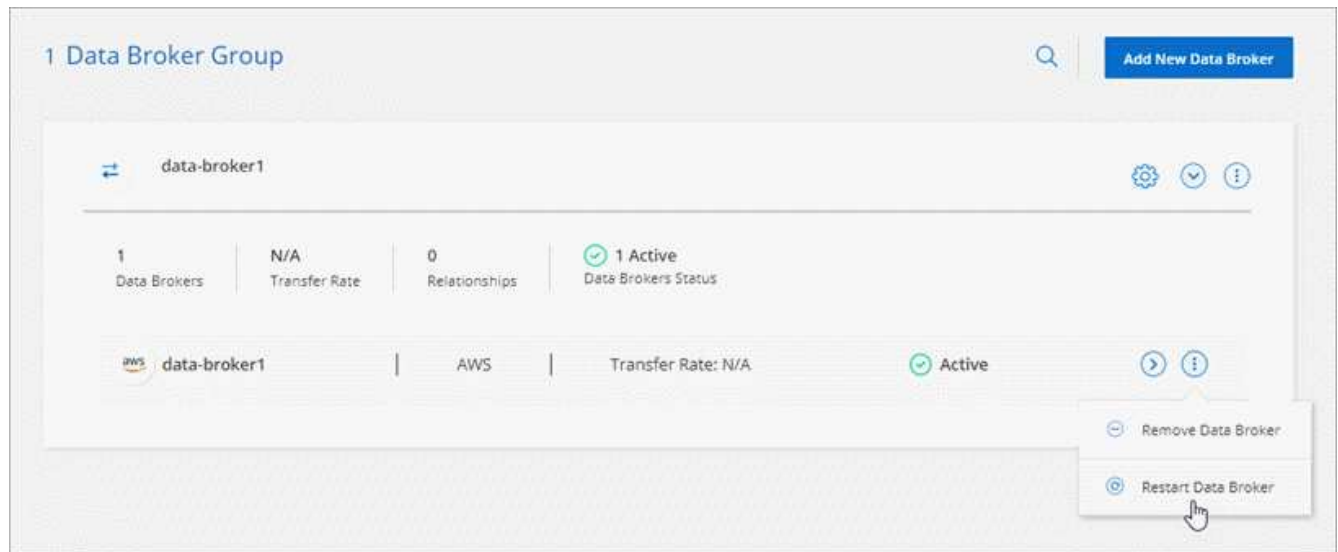 1 Data Broker Group
Add New Data Broker
data-broker1
1
Data Brokers
N/A
Transfer Rate
0
Relationships
1 Active
Data Brokers Status
aws
data-broker1
AWS
Transfer Rate: N/A
Active
Remove Data Broker
Restart Data Broker